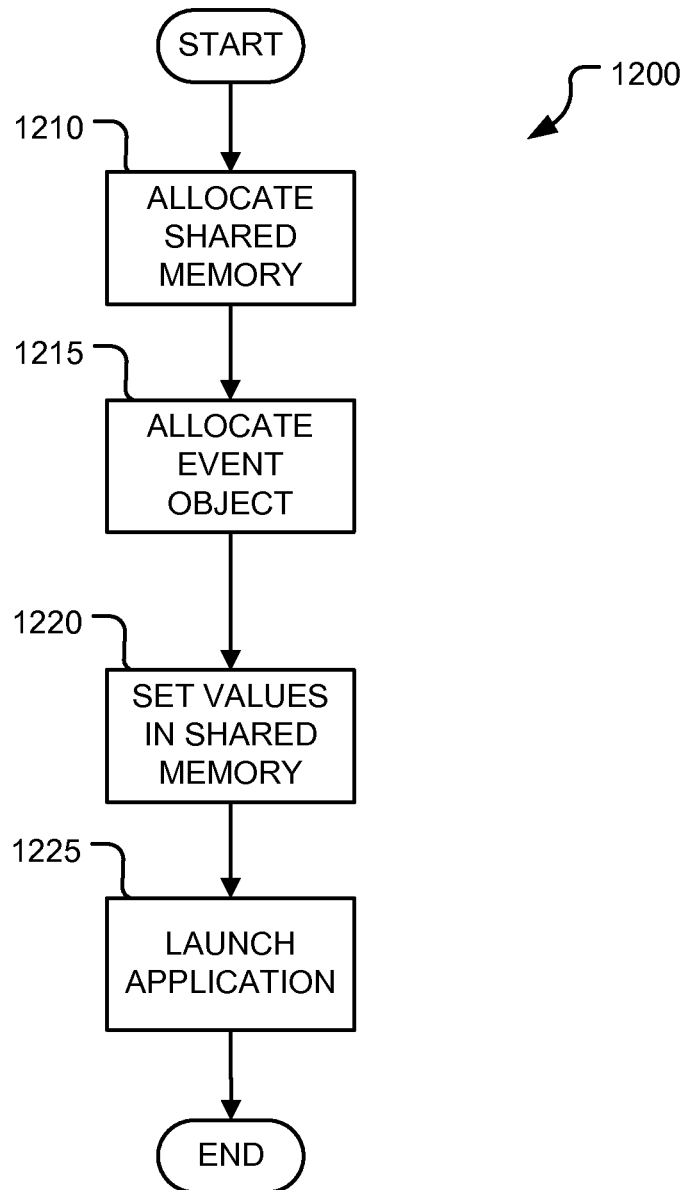 START
1200
1210
ALLOCATE
SHARED
MEMORY
1215
ALLOCATE
EVENT
OBJECT
1220
SET VALUES
IN SHARED
MEMORY
1225
LAUNCH
APPLICATION
END